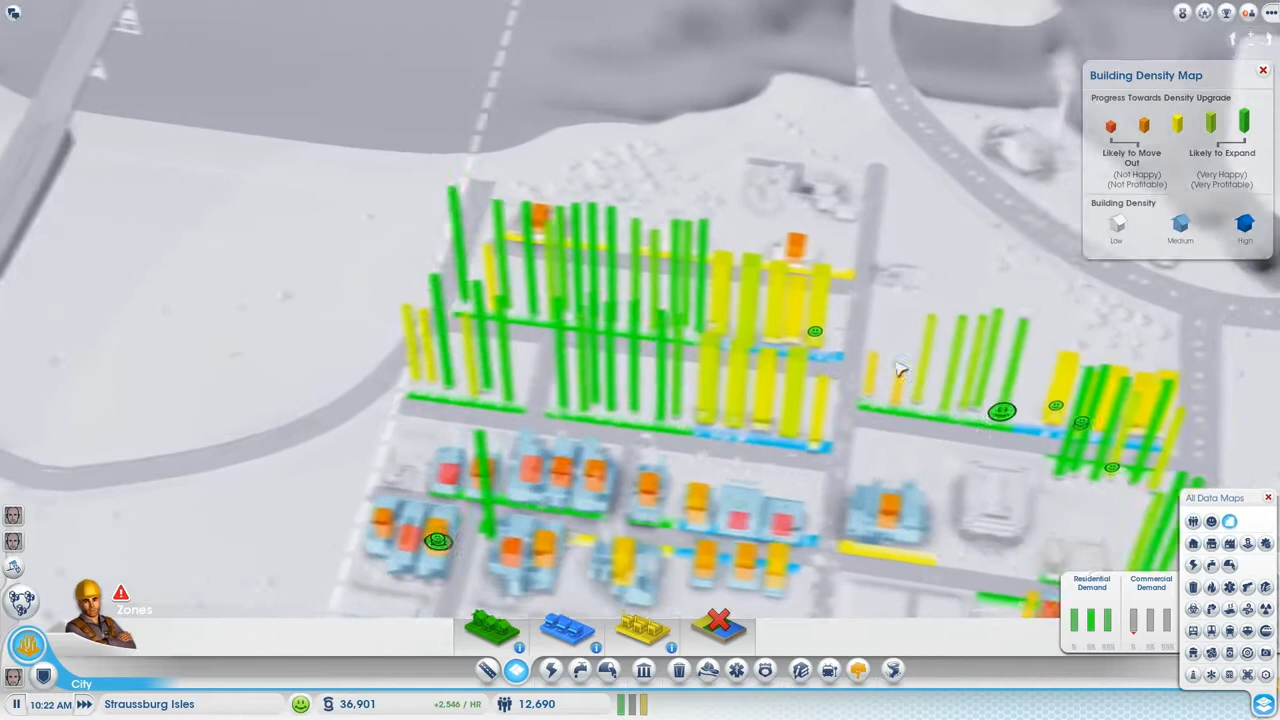 Building Density Map
Progress Towards Density Upgrade
Likely to Move Out
(Not Happy)
(Not Profitable)
Likely to Expand
(Very Happy)
(Very Profitable)
Building Density
Low
Medium
High
All Data Maps
Residential Demand
Commercial Demand
$ $$ $$$
$ $$ $$$
Zones
City
10:22 AM
Straussburg Isles
36,901
+2,546 / HR
12,690